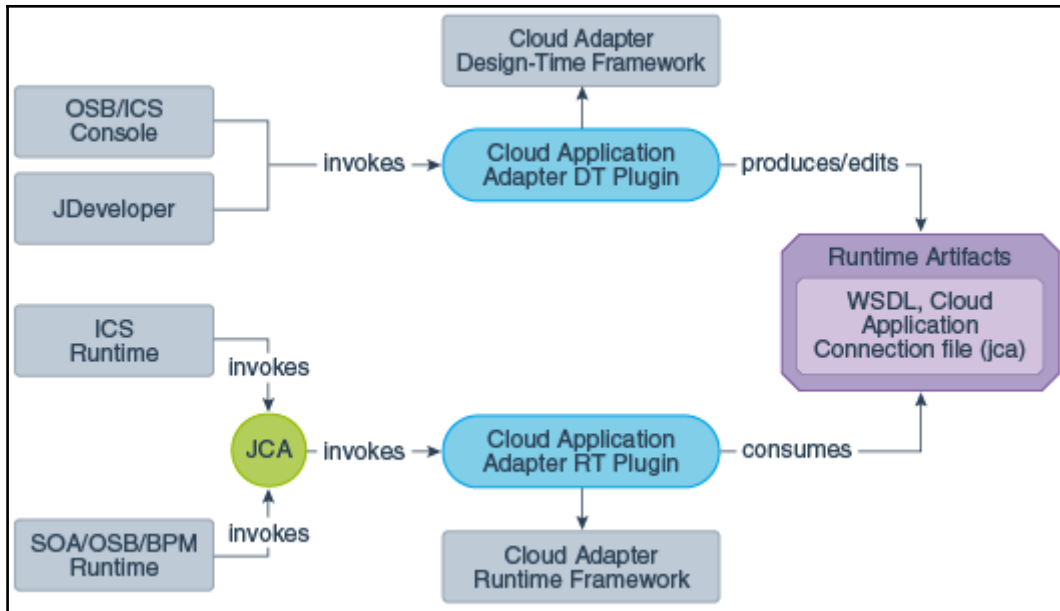 Cloud Adapter
Design-Time Framework
OSB/ICS
Console
JDeveloper
invokes
Cloud Application
Adapter DT Plugin
produces/edits
Runtime Artifacts
WSDL, Cloud
Application
Connection file (jca)
ICS
Runtime
invokes
JCA
invokes
Cloud Application
Adapter RT Plugin
consumes
invokes
SOA/OSB/BPM
Runtime
Cloud Adapter
Runtime Framework